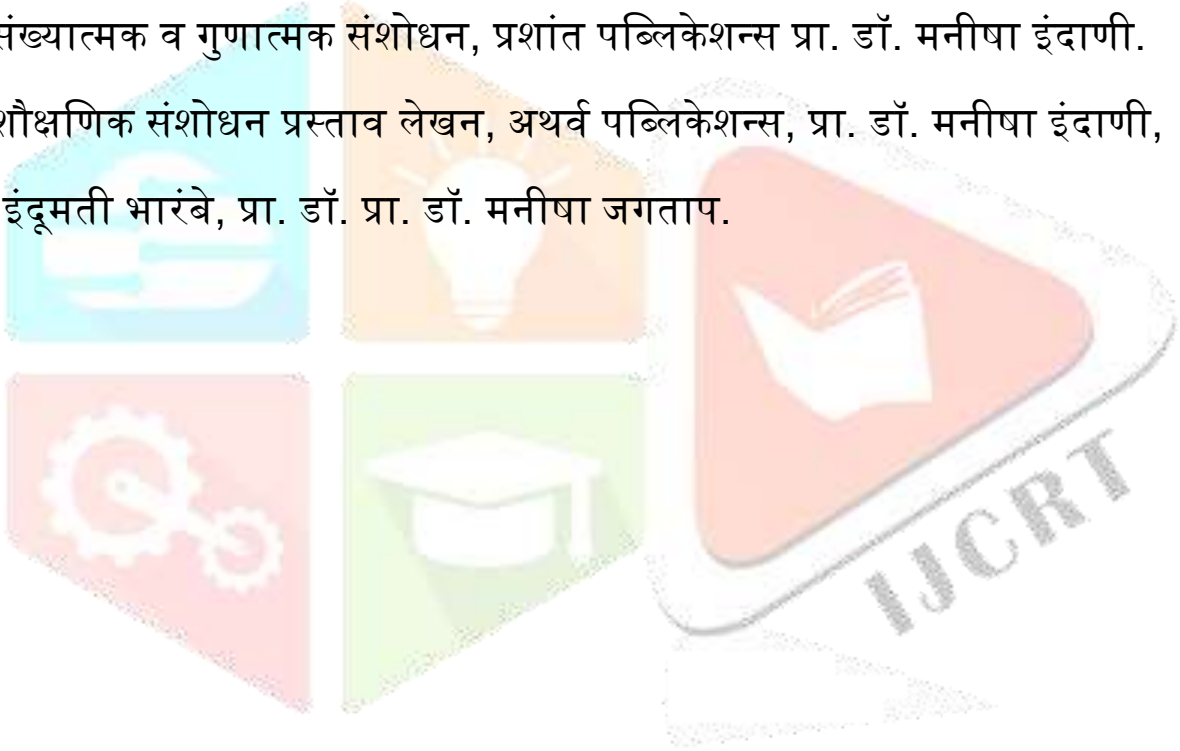 संख्यात्मक व गुणात्मक संशोधन, प्रशांत पब्लिकेशन्स प्रा. डॉ. मनीषा इंदाणी.
शौक्षणिक संशोधन प्रस्ताव लेखन, अथर्व पब्लिकेशन्स, प्रा. डॉ. मनीषा इंदाणी,
इंदूमती भारंबे, प्रा. डॉ. प्रा. डॉ. मनीषा जगताप.
IJCRT